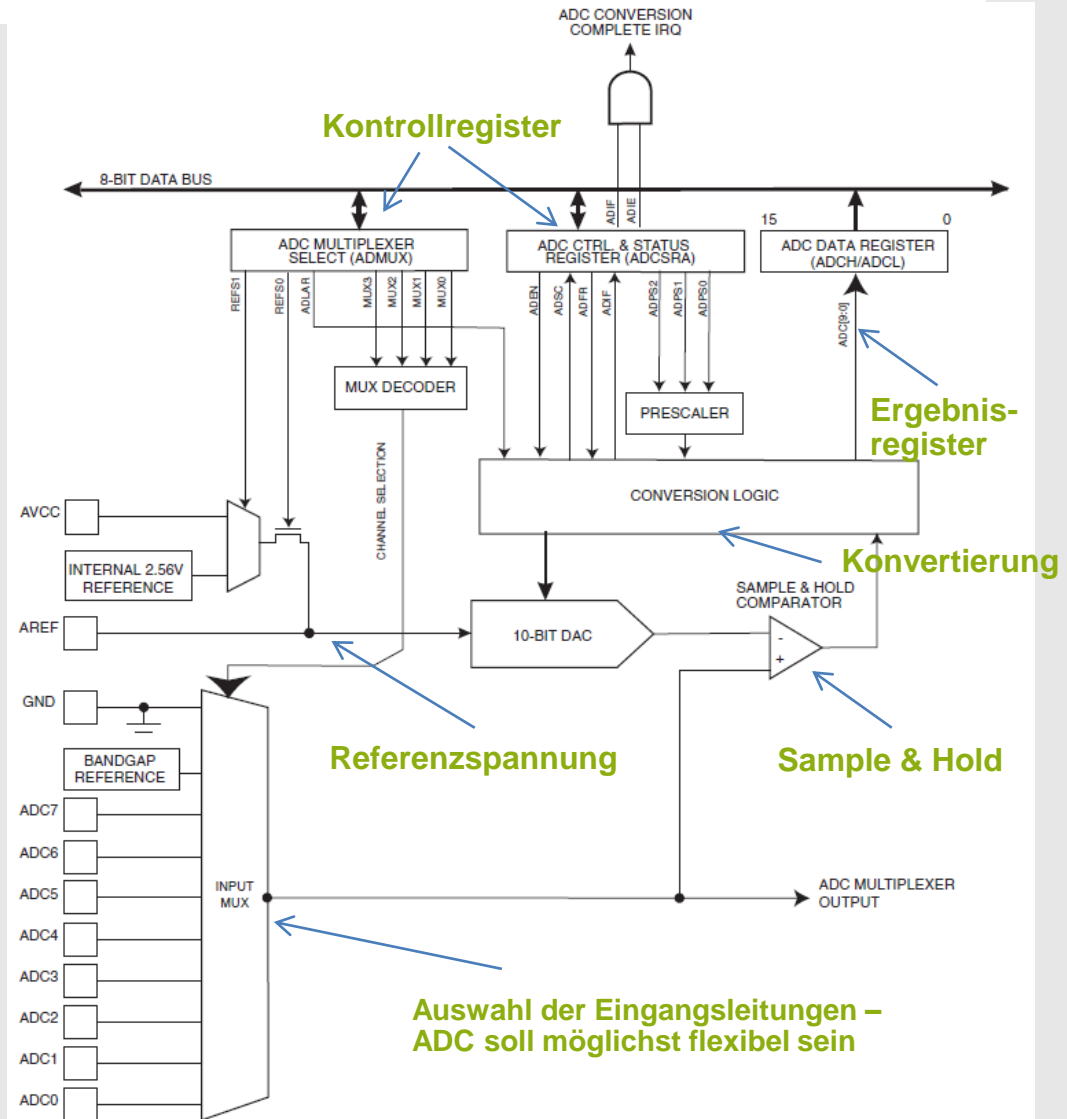 ADC CONVERSION
COMPLETE IRQ
Kontrollregister
8-BIT DATA BUS
ADIF
ADIE
15
0
ADC MULTIPLEXER
SELECT (ADMUX)
ADC CTRL. & STATUS
REGISTER (ADCSRA)
ADC DATA REGISTER
(ADCH/ADCL)
REFS1
REFS0
ADLAR
MUX3
MUX2
MUX1
MUX0
ADEN
ADSC
ADFR
ADIF
ADPS2
ADPS1
ADPS0
ADC[9:0]
MUX DECODER
PRESCALER
Ergebnis-
register
CHANNEL SELECTION
CONVERSION LOGIC
AVCC
INTERNAL 2.56V
REFERENCE
Konvertierung
SAMPLE & HOLD
COMPARATOR
AREF
10-BIT DAC
-
+
GND
BANDGAP
REFERENCE
Referenzspannung
Sample & Hold
ADC7
ADC6
ADC5
INPUT
MUX
ADC MULTIPLEXER
OUTPUT
ADC4
ADC3
ADC2
ADC1
ADC0
Auswahl der Eingangsleitungen –
ADC soll möglichst flexibel sein